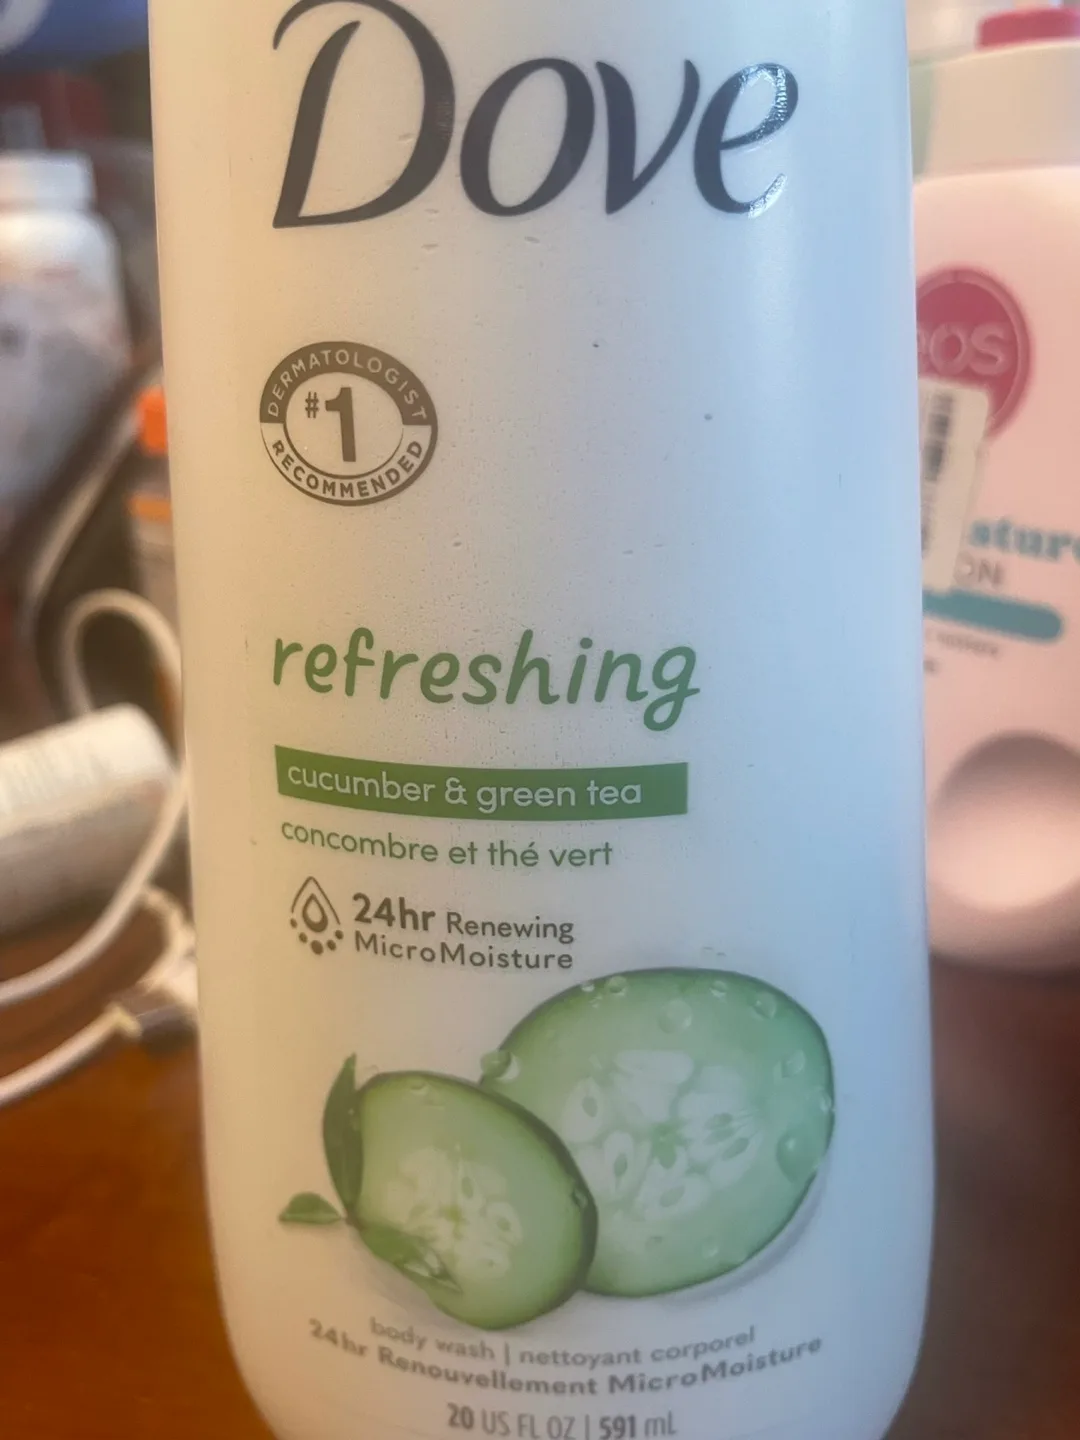 Dove
DERMATOLOGIST
#1
RECOMMENDED
refreshing
cucumber & green tea
concombre et thé vert
24hr Renewing
MicroMoisture
body wash | nettoyant corporel
24hr Renouvellement MicroMoisture
20 US FL OZ | 591 mL
eos